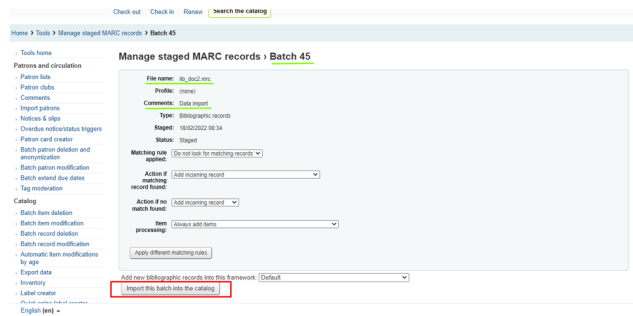 Check out Check in Renew Search the catalog
Home › Tools › Manage staged MARC records › Batch 45
Tools home
Patrons and circulation
Patron lists
Patron clubs
Comments
Import patrons
Notices & slips
Overdue notice/status triggers
Patron card creator
Batch patron deletion and
anonymization
Batch patron modification
Batch extend due dates
Tag moderation
Catalog
Batch item deletion
Batch item modification
Batch record deletion
Batch record modification
Automatic item modifications
by age
Export data
Inventory
Label creator
Quick spine label creator
English (en)
Manage staged MARC records › Batch 45
File name: lib_doc2.mrc
Profile: (none)
Comments: Data import
Type: Bibliographic records
Staged: 18/02/2022 08:34
Status: Staged
Matching rule
applied: Do not look for matching records
Action if
matching
record found: Add incoming record
Action if no
match found: Add incoming record
Item
processing: Always add items
Apply different matching rules
Add new bibliographic records into this framework: Default
Import this batch into the catalog